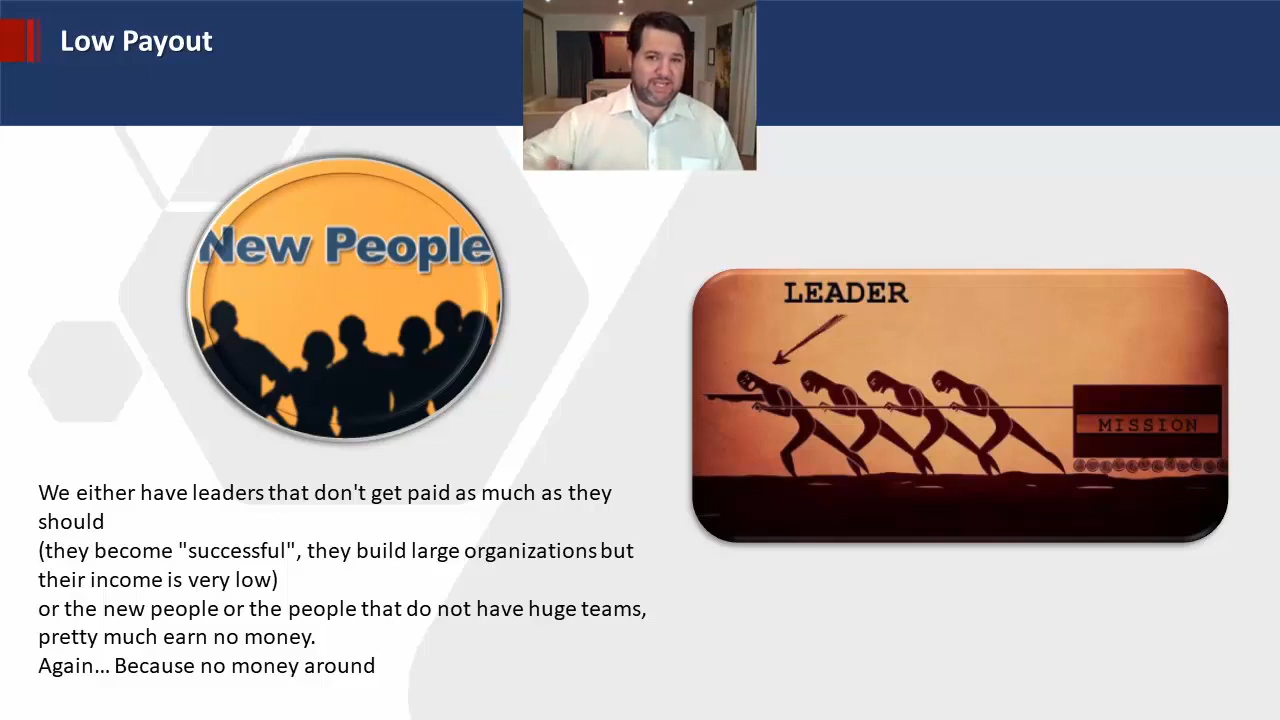 Low Payout
New People
LEADER
MISSION
We either have leaders that don't get paid as much as they
should
(they become "successful", they build large organizations but
their income is very low)
or the new people or the people that do not have huge teams,
pretty much earn no money.
Again... Because no money around